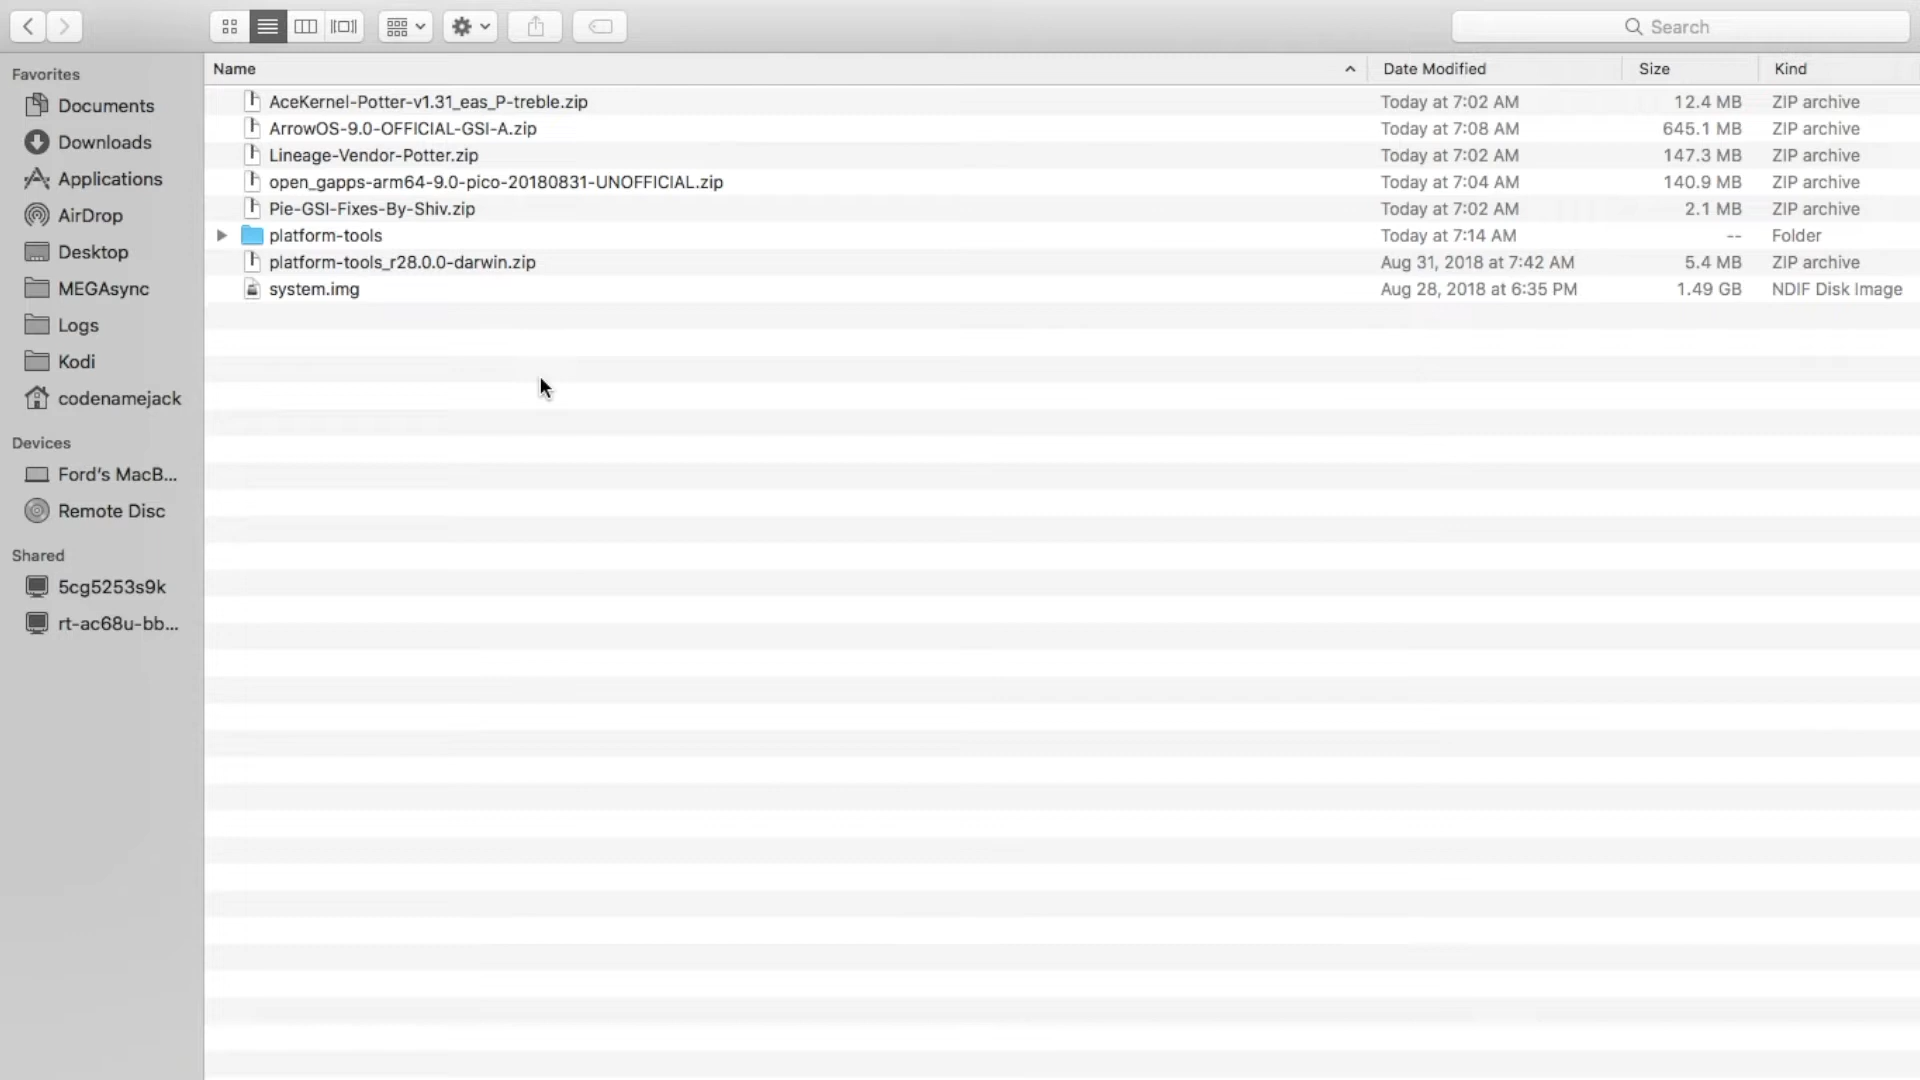 Search
Favorites
Documents
Downloads
Applications
AirDrop
Desktop
MEGAsync
Logs
Kodi
codenamejack
Devices
Ford's MacB...
Remote Disc
Shared
5cg5253s9k
rt-ac68u-bb...
Name Date Modified Size Kind
AceKernel-Potter-v1.31_eas_P-treble.zip Today at 7:02 AM 12.4 MB ZIP archive
ArrowOS-9.0-OFFICIAL-GSI-A.zip Today at 7:08 AM 645.1 MB ZIP archive
Lineage-Vendor-Potter.zip Today at 7:02 AM 147.3 MB ZIP archive
open_gapps-arm64-9.0-pico-20180831-UNOFFICIAL.zip Today at 7:04 AM 140.9 MB ZIP archive
Pie-GSI-Fixes-By-Shiv.zip Today at 7:02 AM 2.1 MB ZIP archive
platform-tools Today at 7:14 AM -- Folder
platform-tools_r28.0.0-darwin.zip Aug 31, 2018 at 7:42 AM 5.4 MB ZIP archive
system.img Aug 28, 2018 at 6:35 PM 1.49 GB NDIF Disk Image